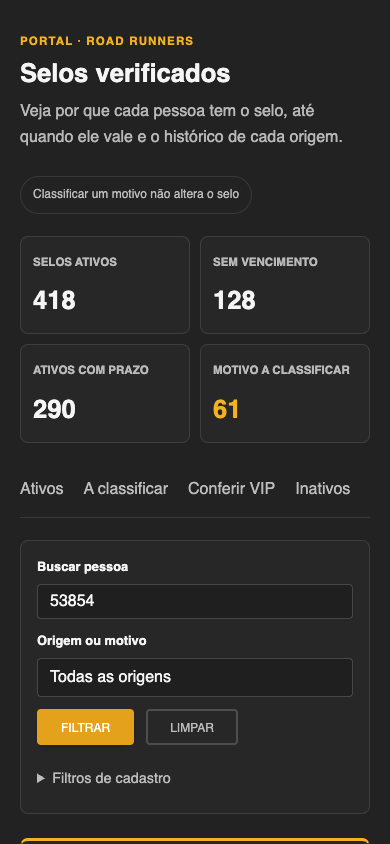 PORTAL · ROAD RUNNERS
Selos verificados
Veja por que cada pessoa tem o selo, até
quando ele vale e o histórico de cada origem.
Classificar um motivo não altera o selo
SELOS ATIVOS
418
SEM VENCIMENTO
128
ATIVOS COM PRAZO
290
MOTIVO A CLASSIFICAR
61
Ativos A classificar Conferir VIP Inativos
Buscar pessoa
53854
Origem ou motivo
Todas as origens
FILTRAR LIMPAR
Filtros de cadastro